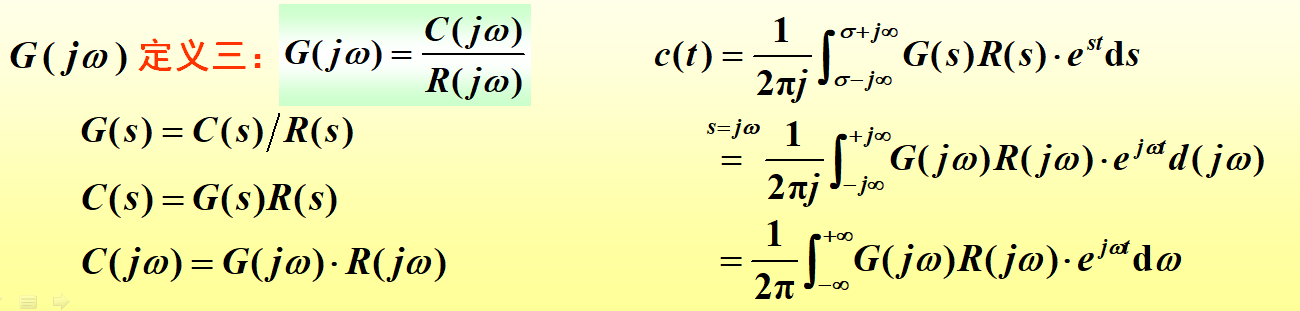 G(jω) 定义三： G(jω) = C(jω) / R(jω)
G(s) = C(s)/R(s)
C(s) = G(s)R(s)
C(jω) = G(jω)·R(jω)
c(t) = 1/(2πj) ∫_{σ−j∞}^{σ+j∞} G(s)R(s)·e^{st} ds
s=jω
= 1/(2πj) ∫_{−j∞}^{+j∞} G(jω)R(jω)·e^{jωt} d(jω)
= 1/(2π) ∫_{−∞}^{+∞} G(jω)R(jω)·e^{jωt} dω